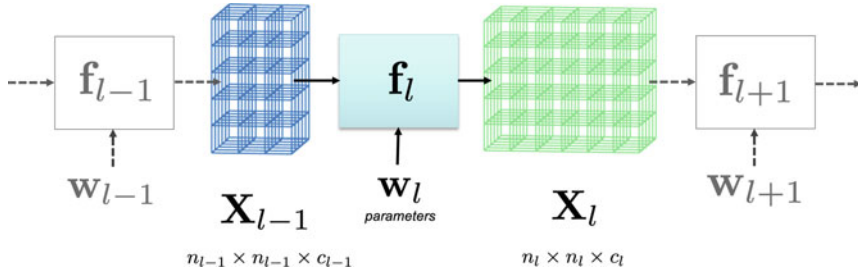 f_{l−1} f_l f_{l+1}
w_{l−1} w_l w_{l+1}
parameters
X_{l−1} X_l
n_{l−1} × n_{l−1} × c_{l−1} n_l × n_l × c_l